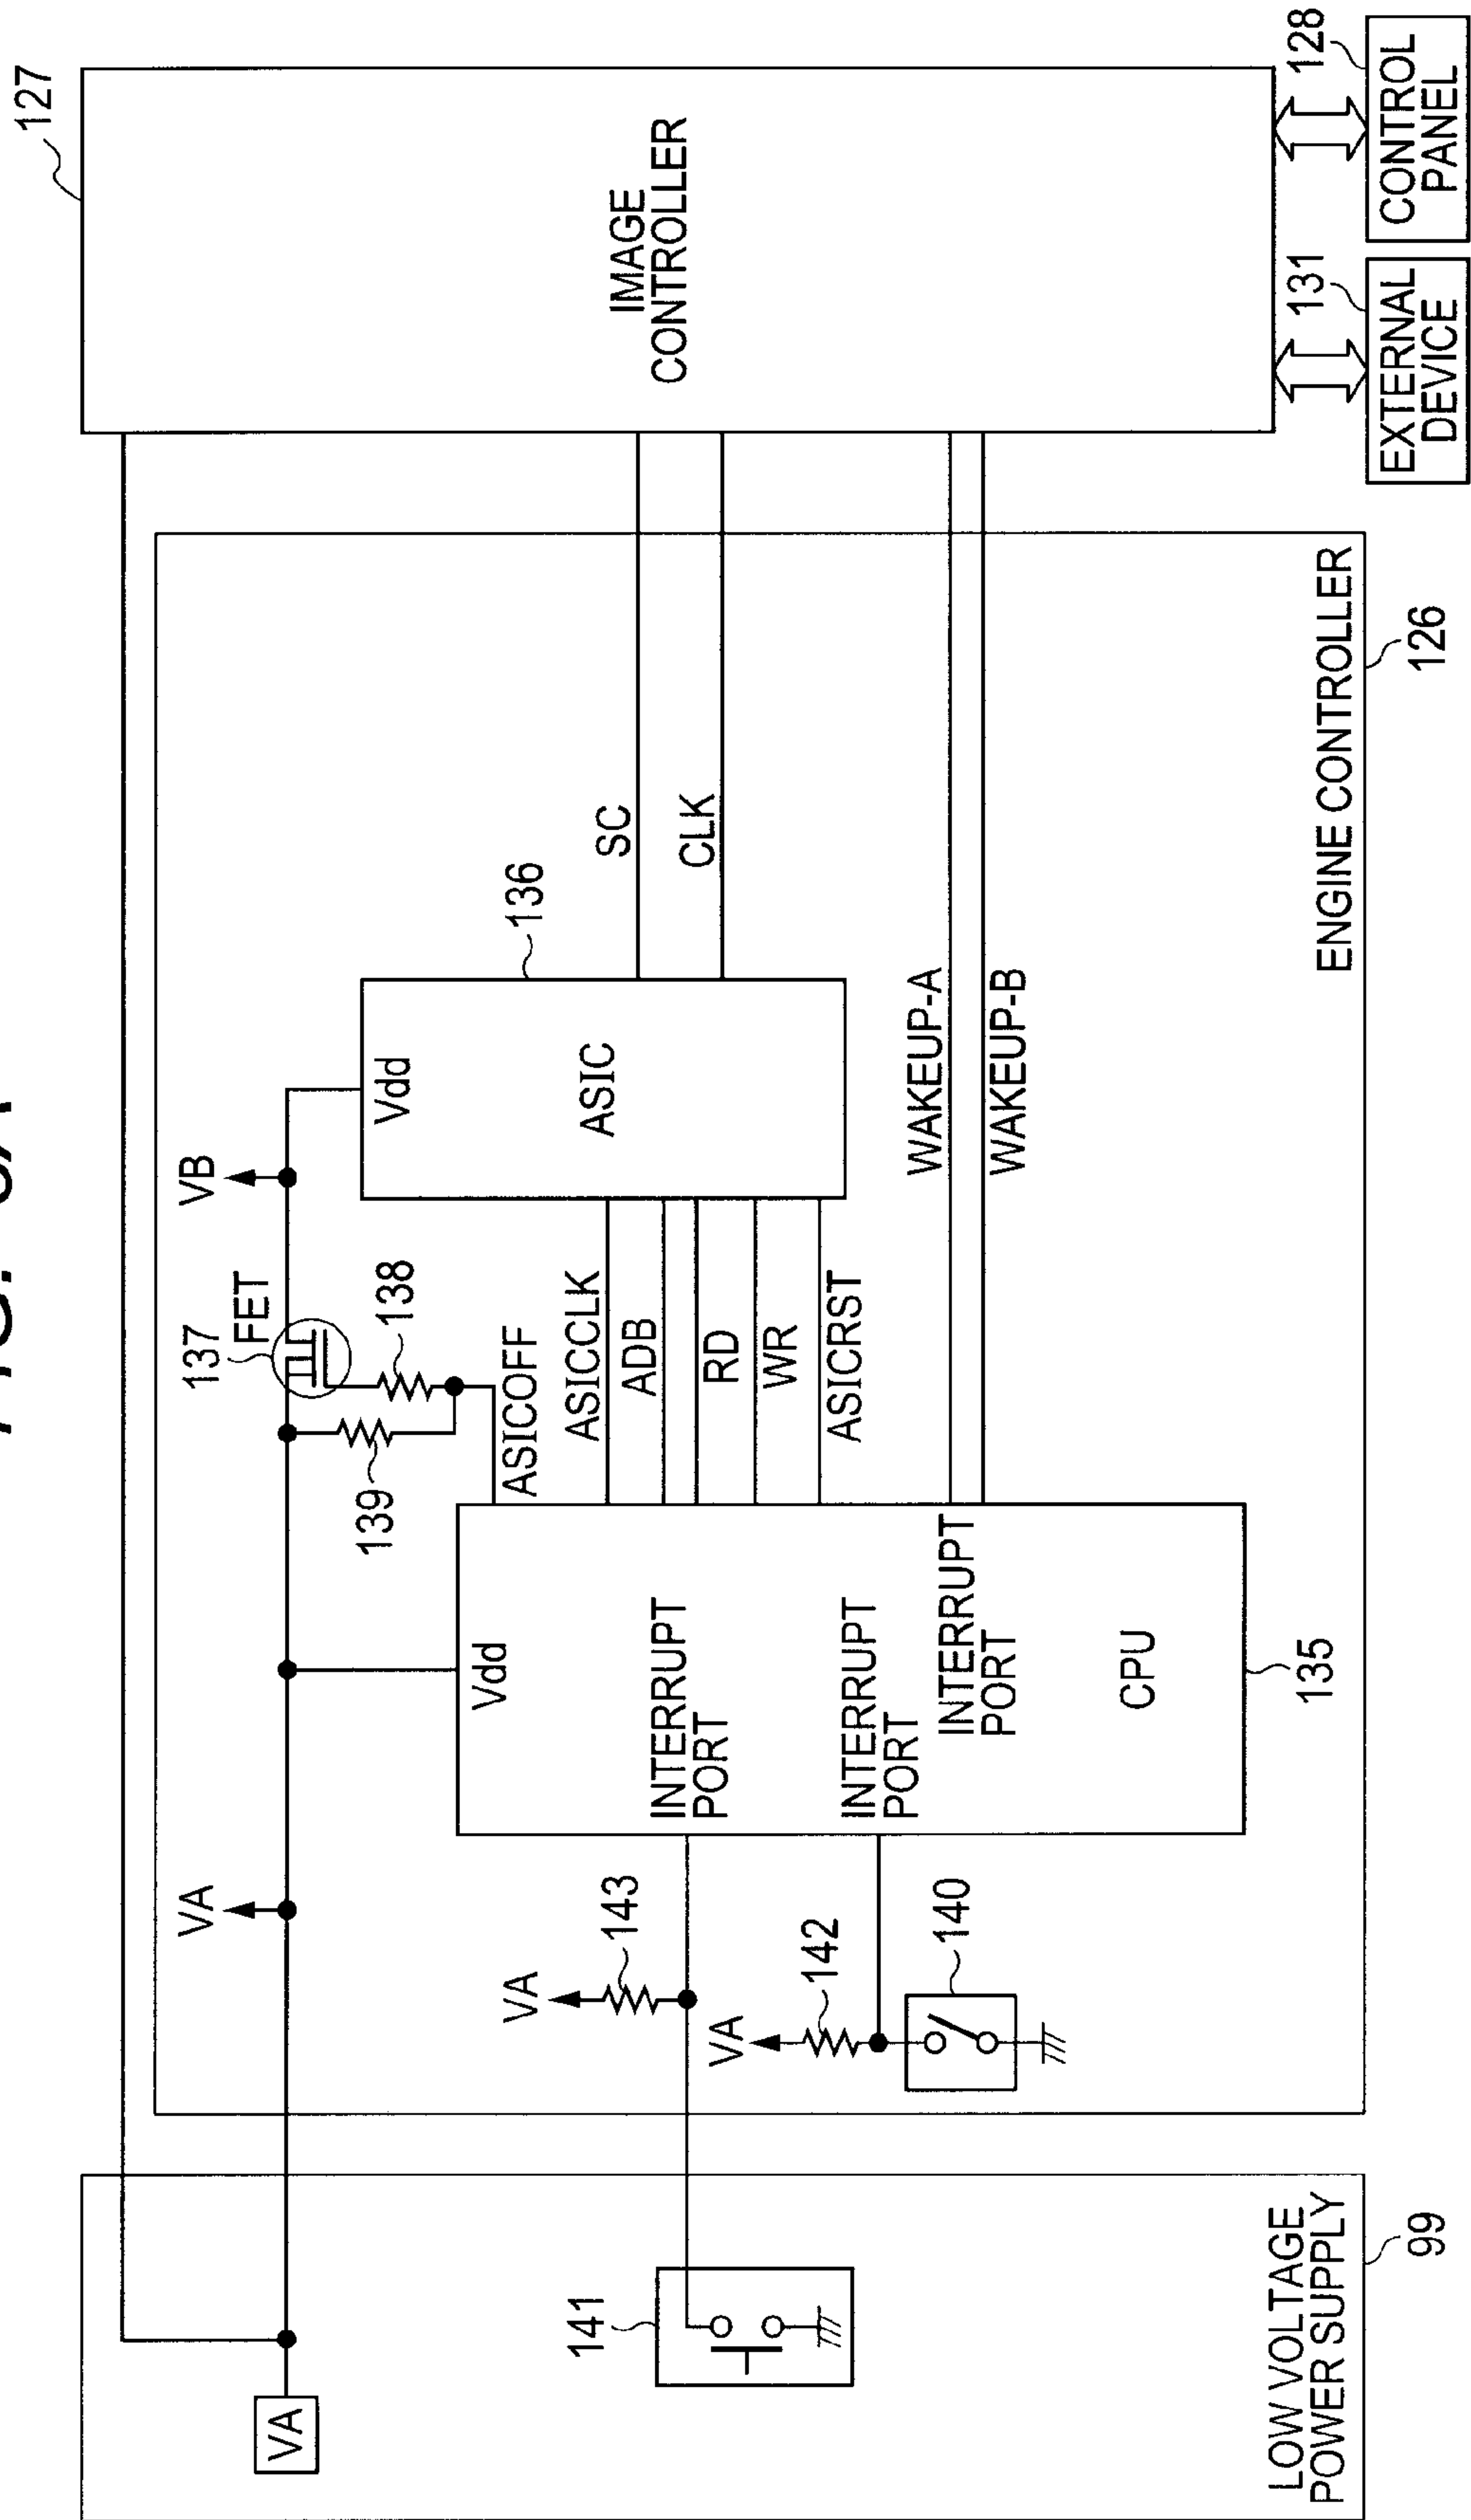 127
IMAGE
CONTROLLER
128
CONTROL
PANEL
131
EXTERNAL
DEVICE
VA
141
LOW VOLTAGE
POWER SUPPLY
99
VA
VA
143
VA
142
140
Vdd
INTERRUPT
PORT
INTERRUPT
PORT
INTERRUPT
PORT
CPU
135
139
137
FET
138
VB
ASICOFF
ASICCLK
ADB
RD
WR
ASICRST
Vdd
ASIC
136
SC
CLK
WAKEUP-A
WAKEUP-B
ENGINE CONTROLLER
126